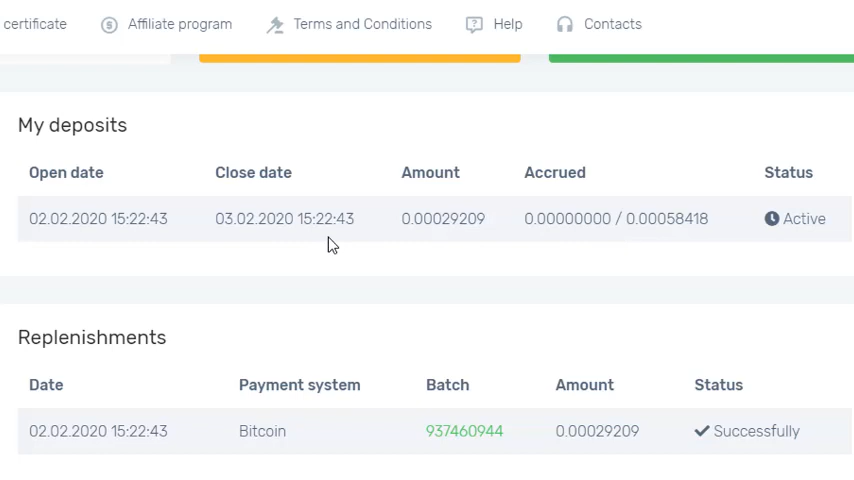 certificate Affiliate program Terms and Conditions Help Contacts
My deposits
Open date Close date Amount Accrued Status
02.02.2020 15:22:43 03.02.2020 15:22:43 0.00029209 0.00000000 / 0.00058418 Active
Replenishments
Date Payment system Batch Amount Status
02.02.2020 15:22:43 Bitcoin 937460944 0.00029209 Successfully